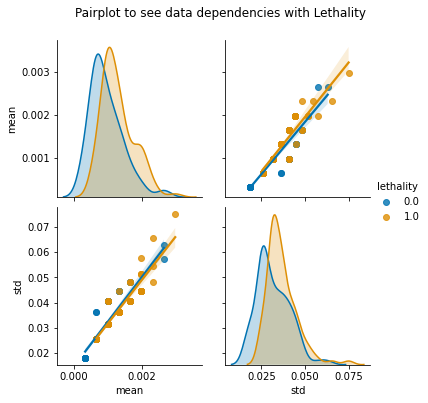 Pairplot to see data dependencies with Lethality
0.003
0.002
0.001
mean
lethality
0.0
1.0
0.07
0.06
0.05
0.04
0.03
0.02
std
0.000 0.002
mean
0.025 0.050 0.075
std